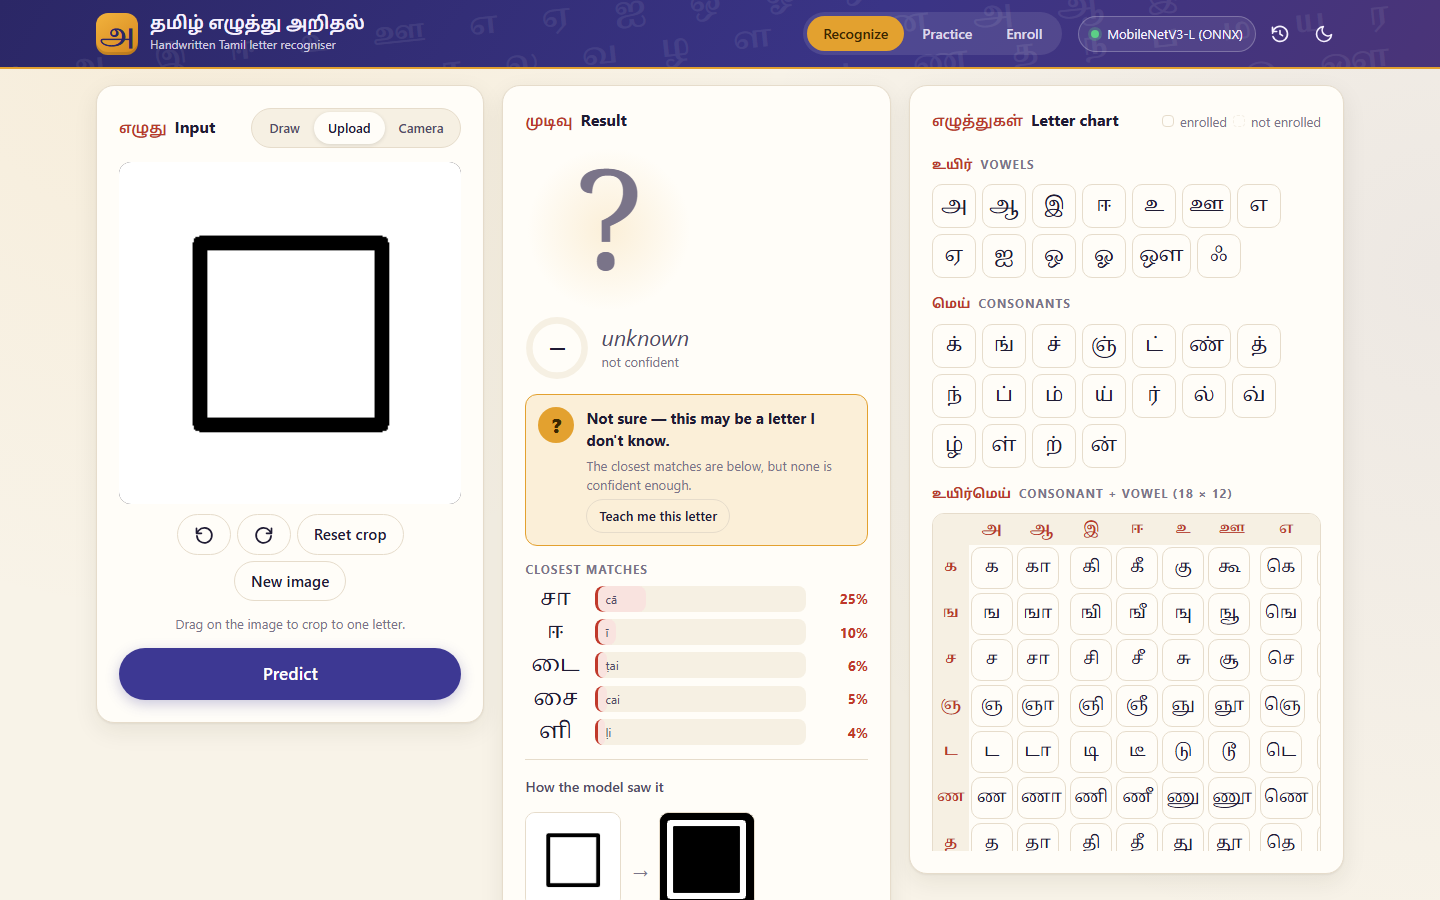 தமிழ் எழுத்து அறிதல்
Handwritten Tamil letter recogniser
Recognize Practice Enroll
MobileNetV3-L (ONNX)
எழுது Input
Draw Upload Camera
Reset crop
New image
Drag on the image to crop to one letter.
Predict
முடிவு Result
?
–
unknown
not confident
?
Not sure — this may be a letter I
don't know.
The closest matches are below, but none is
confident enough.
Teach me this letter
CLOSEST MATCHES
சா cā 25%
ஈ ī 10%
டை ṭai 6%
சை cai 5%
ளி ḷi 4%
How the model saw it
→
எழுத்துகள் Letter chart
enrolled not enrolled
உயிர் VOWELS
அ ஆ இ ஈ உ ஊ எ
ஏ ஐ ஒ ஓ ஔ ஃ
மெய் CONSONANTS
க் ங் ச் ஞ் ட் ண் த்
ந் ப் ம் ய் ர் ல் வ்
ழ் ள் ற் ன்
உயிர்மெய் CONSONANT + VOWEL (18 × 12)
அ ஆ இ ஈ உ ஊ எ
க க கா கி கீ கு கூ கெ
ங ங ஙா ஙி ஙீ ஙு ஙூ ஙெ
ச ச சா சி சீ சு சூ செ
ஞ ஞ ஞா ஞி ஞீ ஞு ஞூ ஞெ
ட ட டா டி டீ டு டூ டெ
ண ண ணா ணி ணீ ணு ணூ ணெ
த த தா தி தீ து தூ தெ